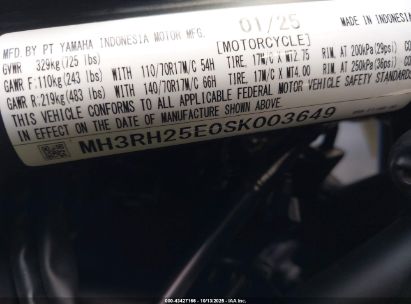 MFD. BY PT YAMAHA INDONESIA MOTOR MFG. 01/25 MADE IN INDONESIA
GVWR 329kg (725 lbs) [MOTORCYCLE]
GAWR F:110kg (243 lbs) WITH 110/70R17M/C 54H TIRE, 17M/C X MT2.75 RIM, AT 200kPa (29psi) COLD
GAWR R:219kg (483 lbs) WITH 140/70R17M/C 66H TIRE, 17M/C X MT4.00 RIM, AT 250kPa (36psi)
THIS VEHICLE CONFORMS TO ALL APPLICABLE FEDERAL MOTOR VEHICLE SAFETY STANDARDS
IN EFFECT ON THE DATE OF MANUFACTURE SHOWN ABOVE.
MH3RH25E0SK003649